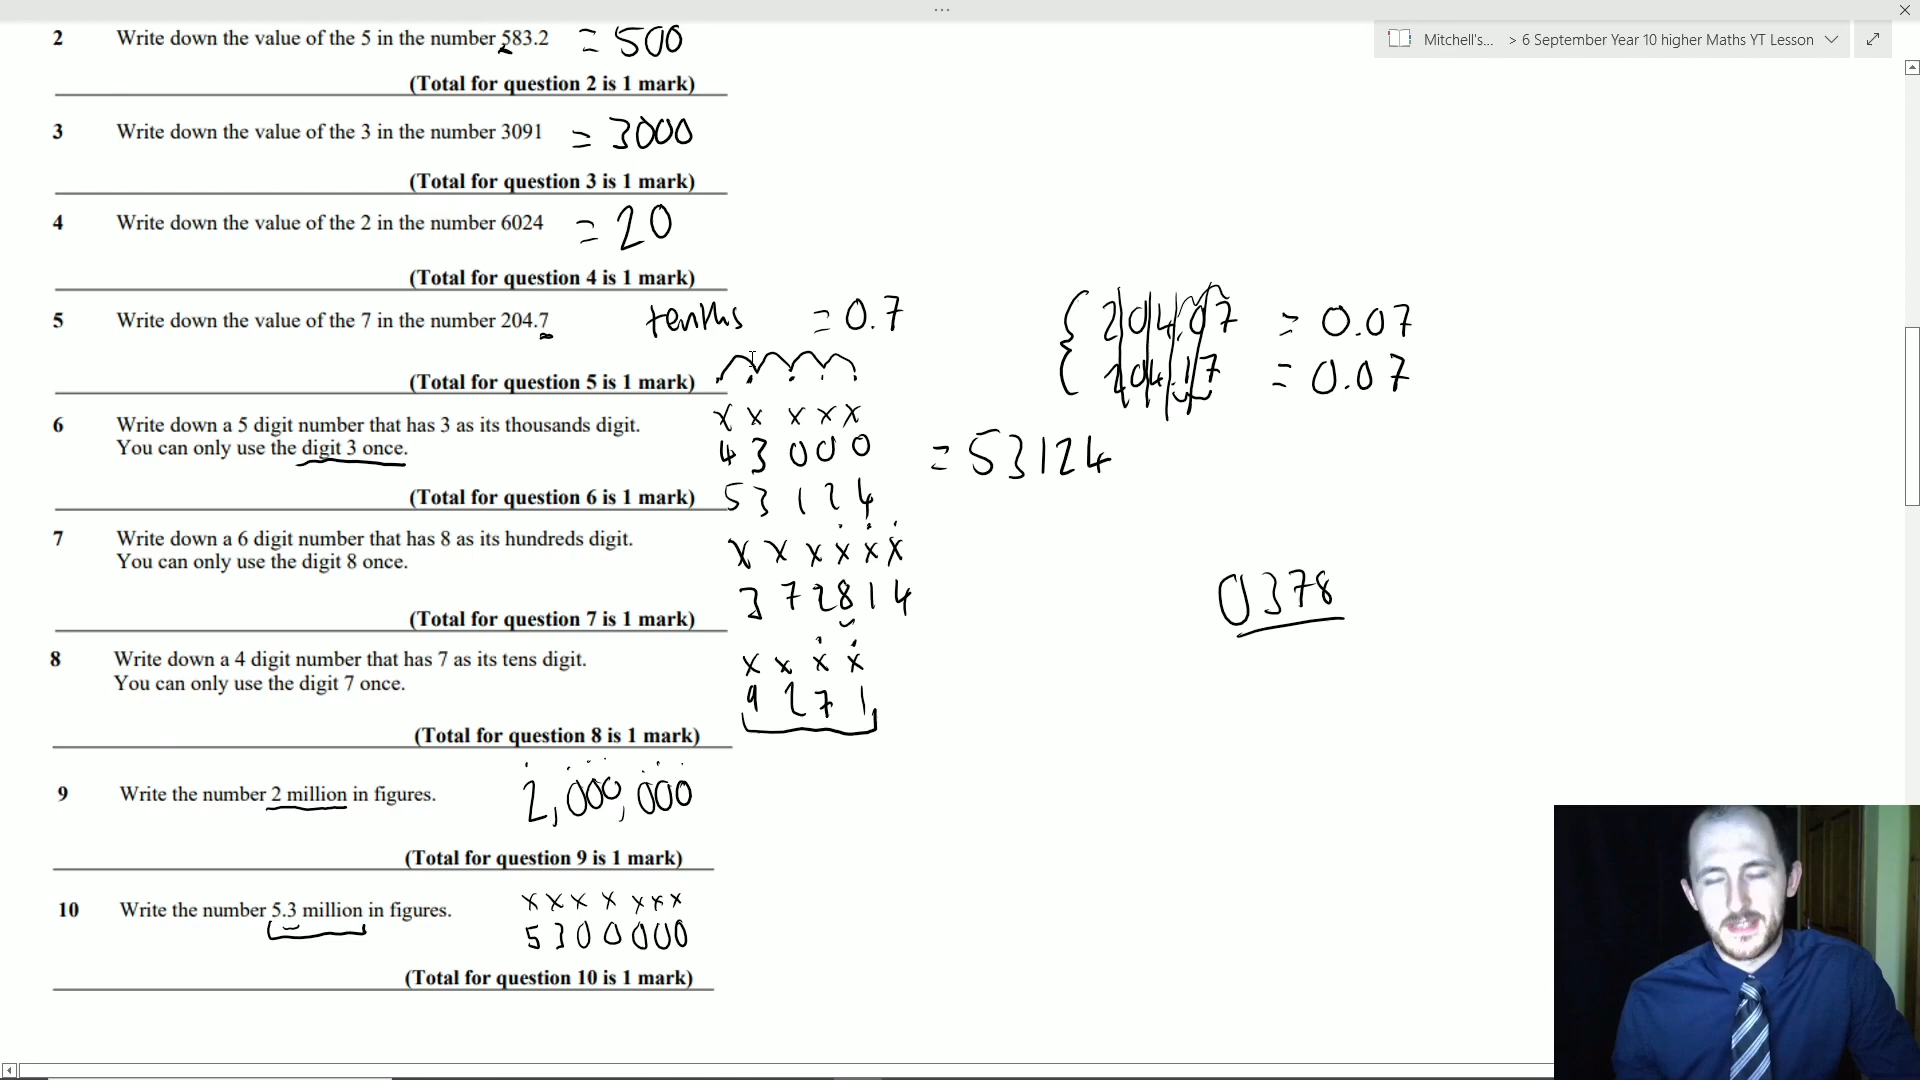 Mitchell's... > 6 September Year 10 higher Maths YT Lesson
2 Write down the value of the 5 in the number 583.2 = 500
(Total for question 2 is 1 mark)
3 Write down the value of the 3 in the number 3091 = 3000
(Total for question 3 is 1 mark)
4 Write down the value of the 2 in the number 6024 = 20
(Total for question 4 is 1 mark)
5 Write down the value of the 7 in the number 204.7 tenths = 0.7
204.07 = 0.07
204.17 = 0.07
(Total for question 5 is 1 mark)
x x x x x
6 Write down a 5 digit number that has 3 as its thousands digit.
You can only use the digit 3 once. 43000 = 53124
(Total for question 6 is 1 mark) 53124
7 Write down a 6 digit number that has 8 as its hundreds digit. x x x x x x
You can only use the digit 8 once. 372814
0378
(Total for question 7 is 1 mark)
8 Write down a 4 digit number that has 7 as its tens digit. x x x x
You can only use the digit 7 once. 9271
(Total for question 8 is 1 mark)
9 Write the number 2 million in figures. 2,000,000
(Total for question 9 is 1 mark)
x x x x x x x
10 Write the number 5.3 million in figures. 5300000
(Total for question 10 is 1 mark)